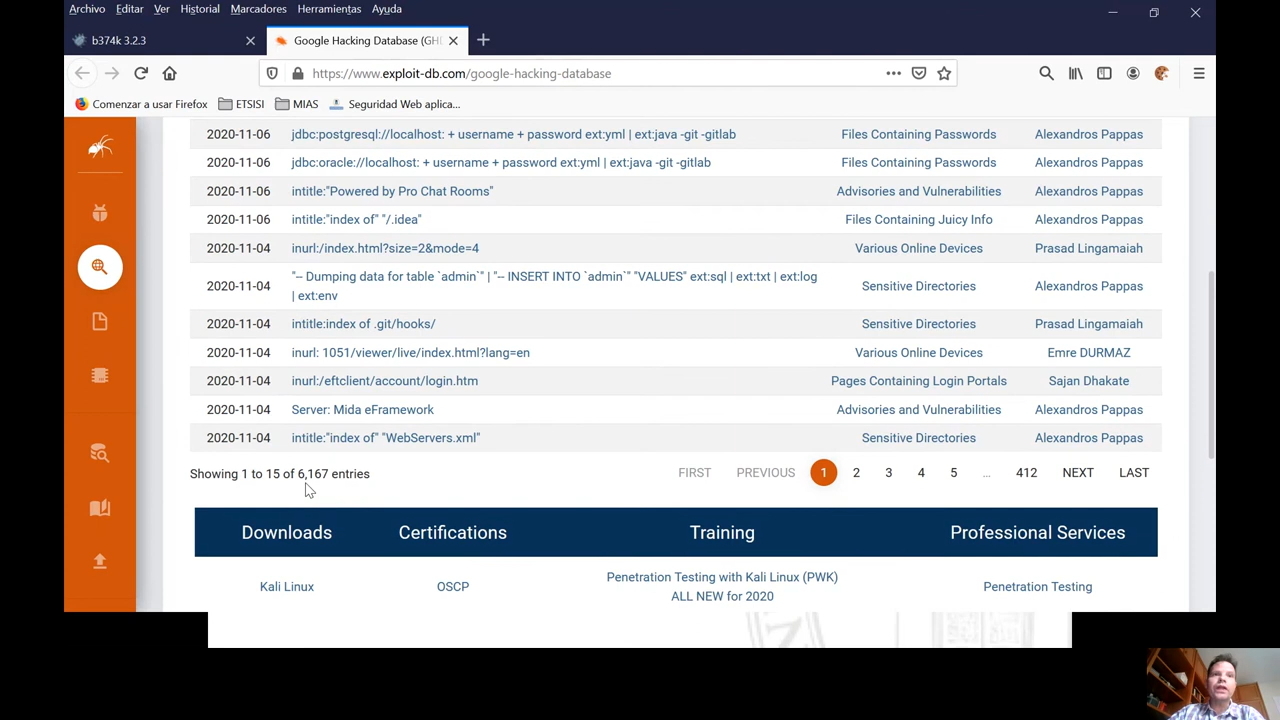 Archivo Editar Ver Historial Marcadores Herramientas Ayuda
b374k 3.2.3 Google Hacking Database (GHD
https://www.exploit-db.com/google-hacking-database
Comenzar a usar Firefox ETSISI MIAS Seguridad Web aplica...
2020-11-06 jdbc:postgresql://localhost: + username + password ext:yml | ext:java -git -gitlab Files Containing Passwords Alexandros Pappas
2020-11-06 jdbc:oracle://localhost: + username + password ext:yml | ext:java -git -gitlab Files Containing Passwords Alexandros Pappas
2020-11-06 intitle:"Powered by Pro Chat Rooms" Advisories and Vulnerabilities Alexandros Pappas
2020-11-06 intitle:"index of" "/.idea" Files Containing Juicy Info Alexandros Pappas
2020-11-04 inurl:/index.html?size=2&mode=4 Various Online Devices Prasad Lingamaiah
2020-11-04 "-- Dumping data for table `admin`" | "-- INSERT INTO `admin`" "VALUES" ext:sql | ext:txt | ext:log Sensitive Directories Alexandros Pappas
| ext:env
2020-11-04 intitle:index of .git/hooks/ Sensitive Directories Prasad Lingamaiah
2020-11-04 inurl: 1051/viewer/live/index.html?lang=en Various Online Devices Emre DURMAZ
2020-11-04 inurl:/eftclient/account/login.htm Pages Containing Login Portals Sajan Dhakate
2020-11-04 Server: Mida eFramework Advisories and Vulnerabilities Alexandros Pappas
2020-11-04 intitle:"index of" "WebServers.xml" Sensitive Directories Alexandros Pappas
Showing 1 to 15 of 6,167 entries FIRST PREVIOUS 1 2 3 4 5 … 412 NEXT LAST
Downloads Certifications Training Professional Services
Kali Linux OSCP Penetration Testing with Kali Linux (PWK) Penetration Testing
ALL NEW for 2020